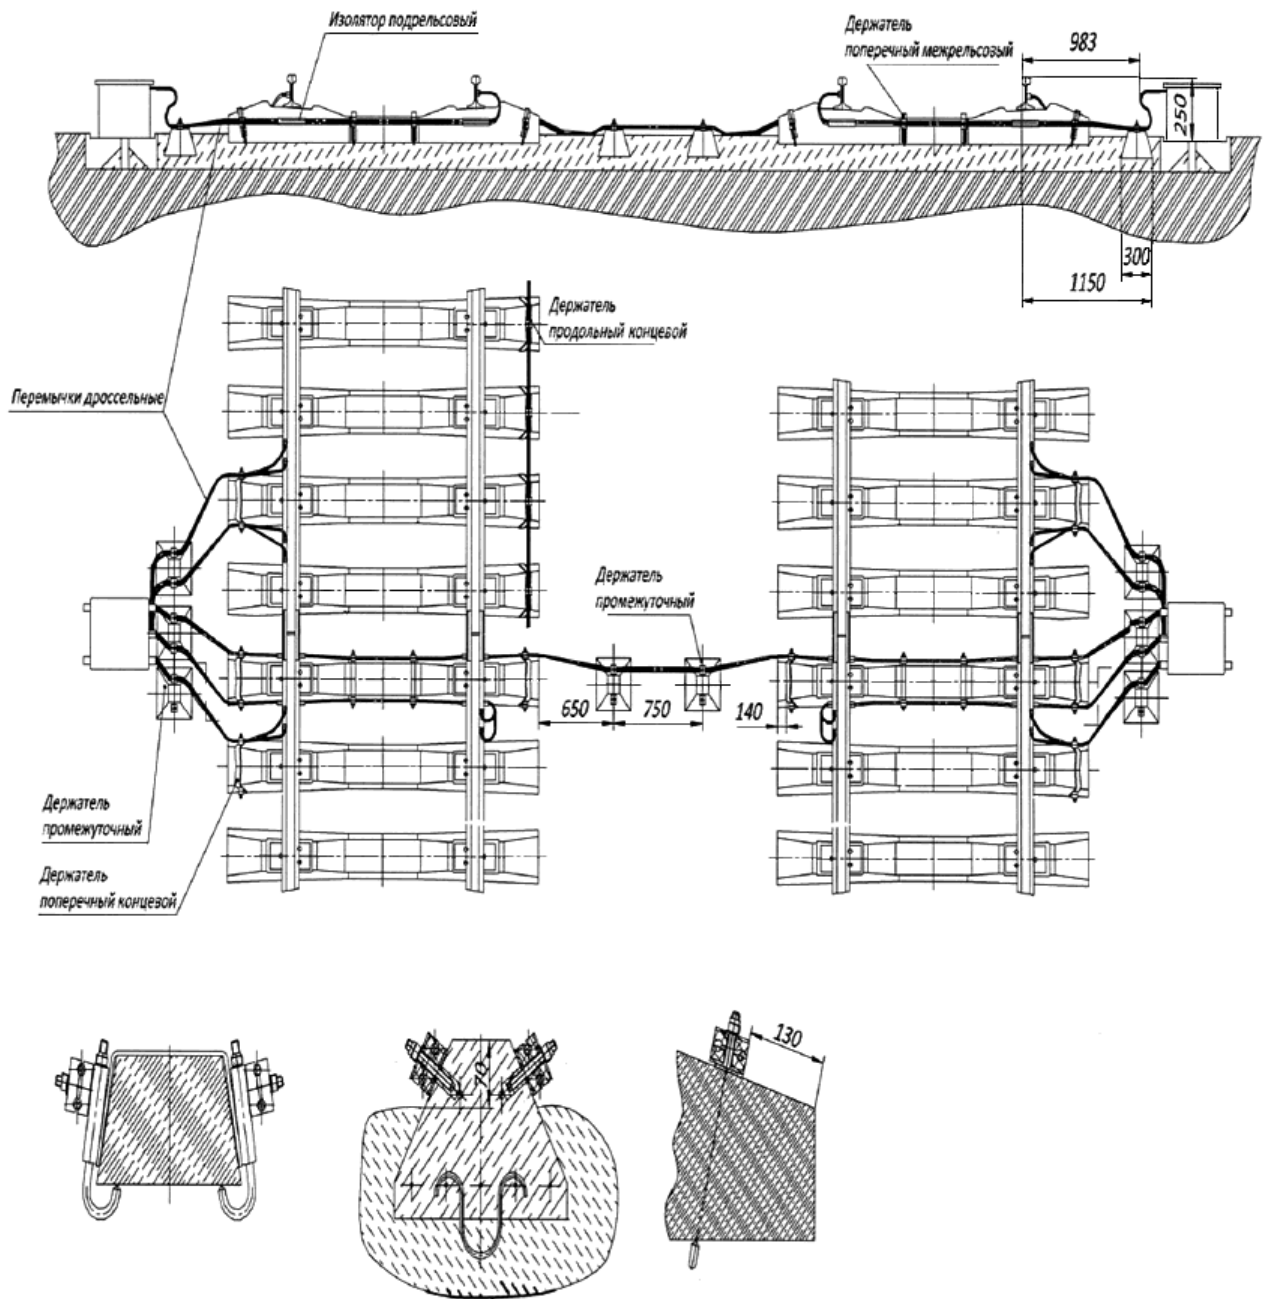 Изолятор подрельсовый
Держатель
поперечный межрельсовый
983
250
300
1150
Держатель
продольный концевой
Перемычки дроссельные
Держатель
промежуточный
650
750
140
Держатель
промежуточный
Держатель
поперечный концевой
70
130